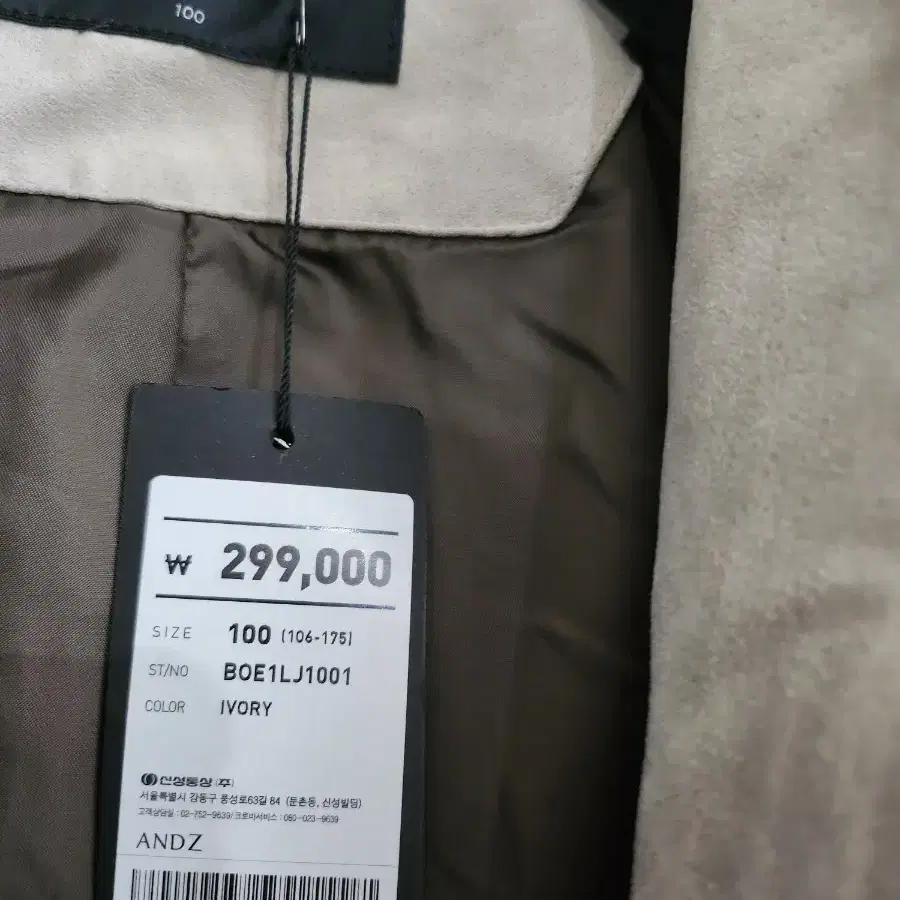 100
₩ 299,000
SIZE 100 (106-175)
ST/NO BOE1LJ1001
COLOR IVORY
신성통상 (주)
서울특별시 강동구 풍성로63길 84 (둔촌동, 신성빌딩)
고객상담실 : 02-752-9639/크로바서비스 : 080-023-9639
ANDZ